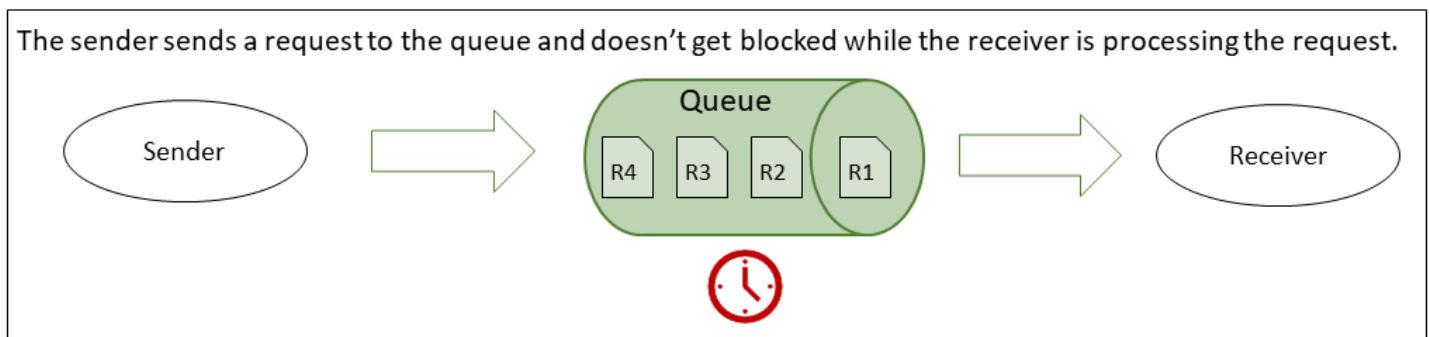 The sender sends a request to the queue and doesn't get blocked while the receiver is processing the request.
Queue
Sender
R4
R3
R2
R1
Receiver